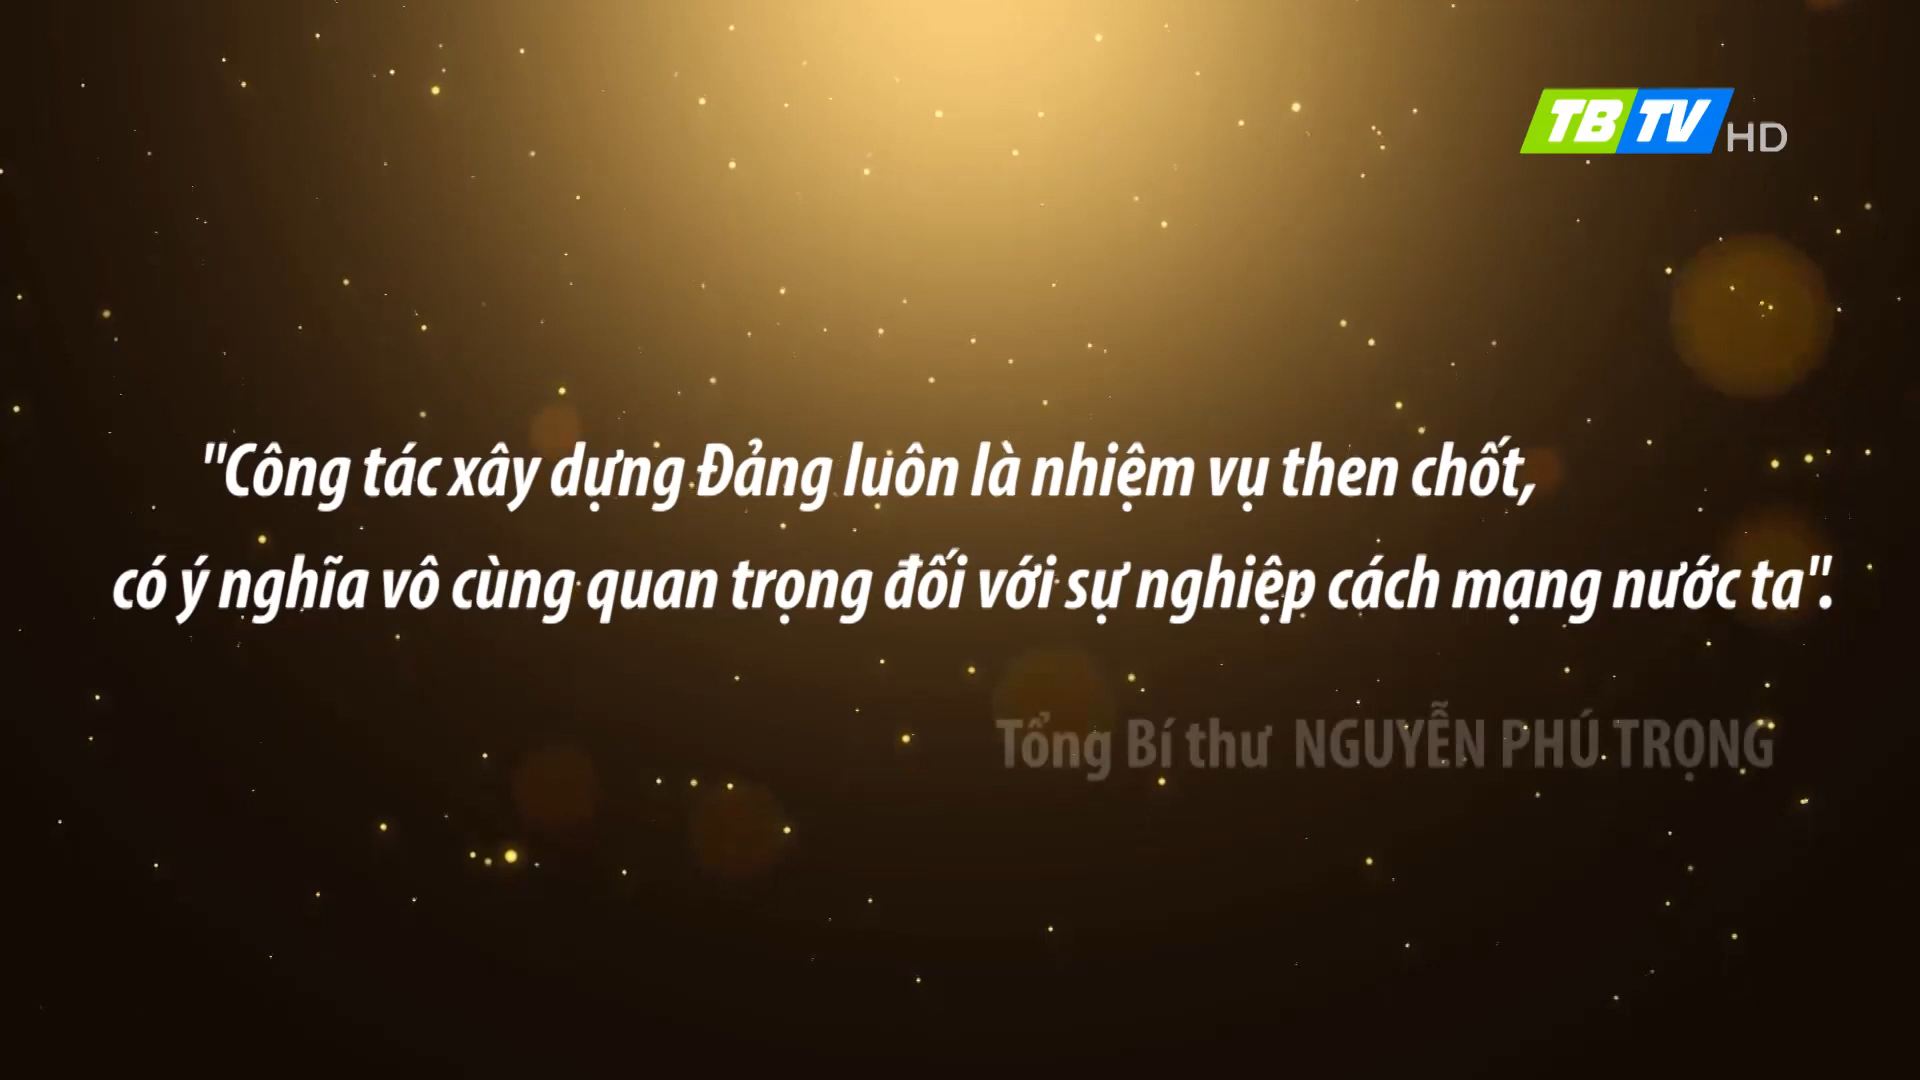 TBTV HD
"Công tác xây dựng Đảng luôn là nhiệm vụ then chốt,
có ý nghĩa vô cùng quan trọng đối với sự nghiệp cách mạng nước ta".
Tổng Bí thư NGUYỄN PHÚ TRỌNG